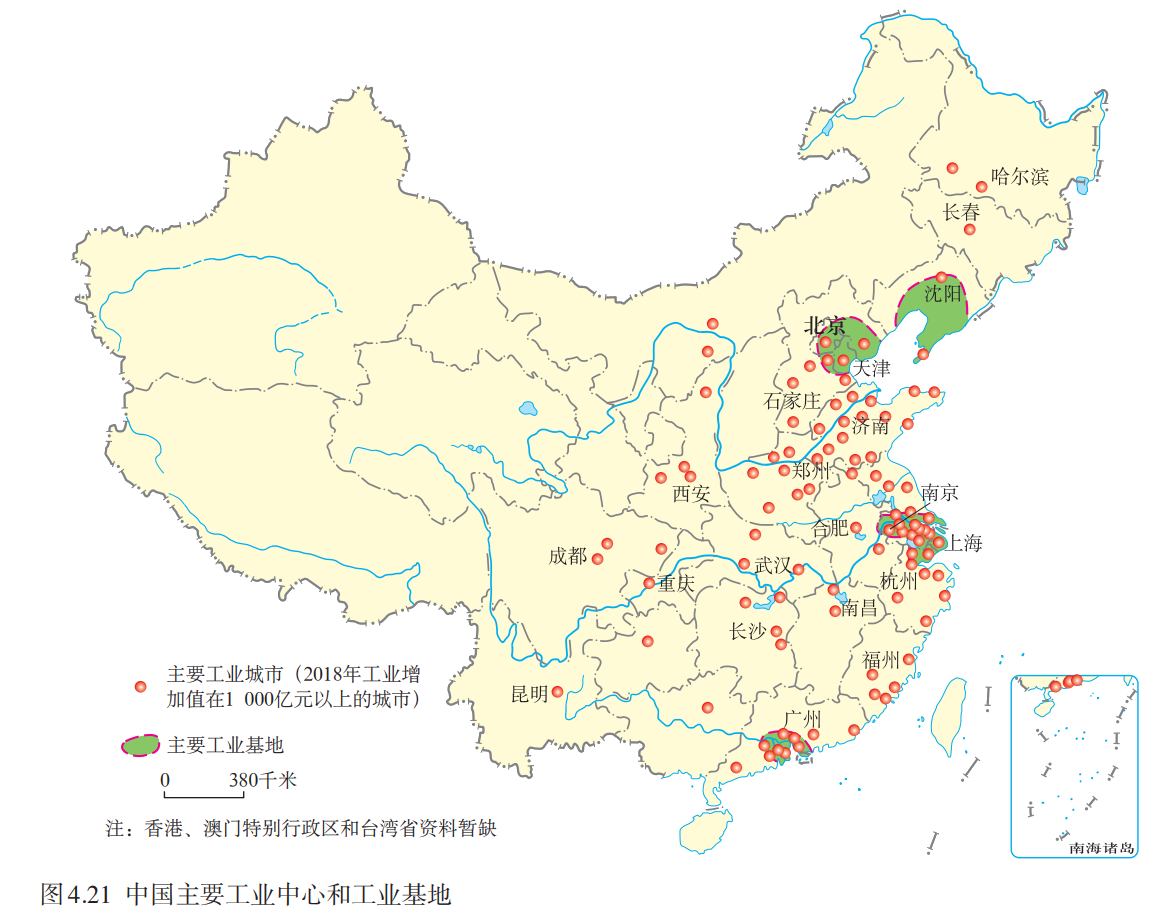 哈尔滨
长春
沈阳
北京
天津
石家庄
济南
郑州
西安
南京
合肥
上海
成都
武汉
重庆
杭州
南昌
长沙
福州
昆明
广州
主要工业城市（2018年工业增
加值在1 000亿元以上的城市）
主要工业基地
0 380千米
注：香港、澳门特别行政区和台湾省资料暂缺
南海诸岛
图4.21 中国主要工业中心和工业基地